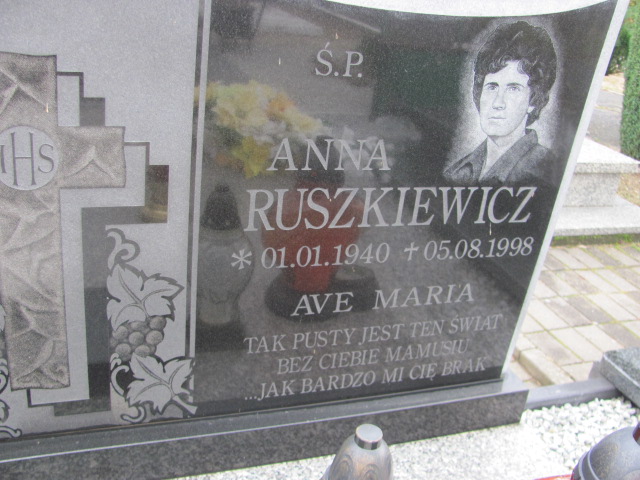 IHS
Ś.P.
ANNA
RUSZKIEWICZ
* 01.01.1940 + 05.08.1998
AVE MARIA
TAK PUSTY JEST TEN ŚWIAT
BEZ CIEBIE MAMUSIU
...JAK BARDZO MI CIĘ BRAK